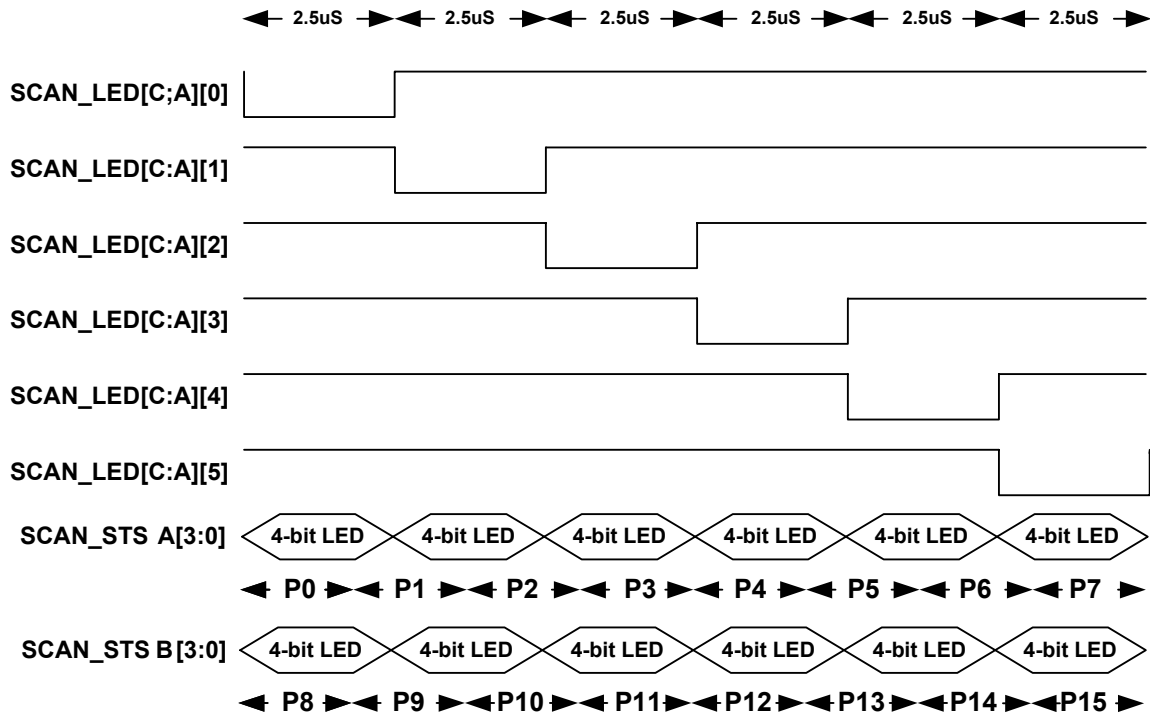 2.5uS 2.5uS 2.5uS 2.5uS 2.5uS 2.5uS
SCAN_LED[C;A][0]
SCAN_LED[C:A][1]
SCAN_LED[C:A][2]
SCAN_LED[C:A][3]
SCAN_LED[C:A][4]
SCAN_LED[C:A][5]
SCAN_STS A[3:0] 4-bit LED 4-bit LED 4-bit LED 4-bit LED 4-bit LED 4-bit LED
P0 P1 P2 P3 P4 P5 P6 P7
SCAN_STS B[3:0] 4-bit LED 4-bit LED 4-bit LED 4-bit LED 4-bit LED 4-bit LED
P8 P9 P10 P11 P12 P13 P14 P15